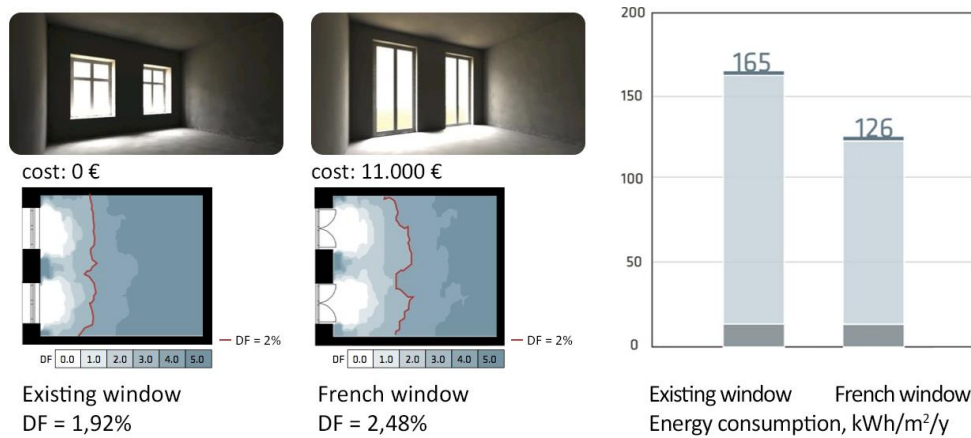 cost: 0 €
cost: 11.000 €
DF = 2%
DF = 2%
DF 0.0 1.0 2.0 3.0 4.0 5.0
DF 0.0 1.0 2.0 3.0 4.0 5.0
Existing window
DF = 1,92%
French window
DF = 2,48%
200
150
100
50
0
165
126
Existing window French window
Energy consumption, kWh/m²/y